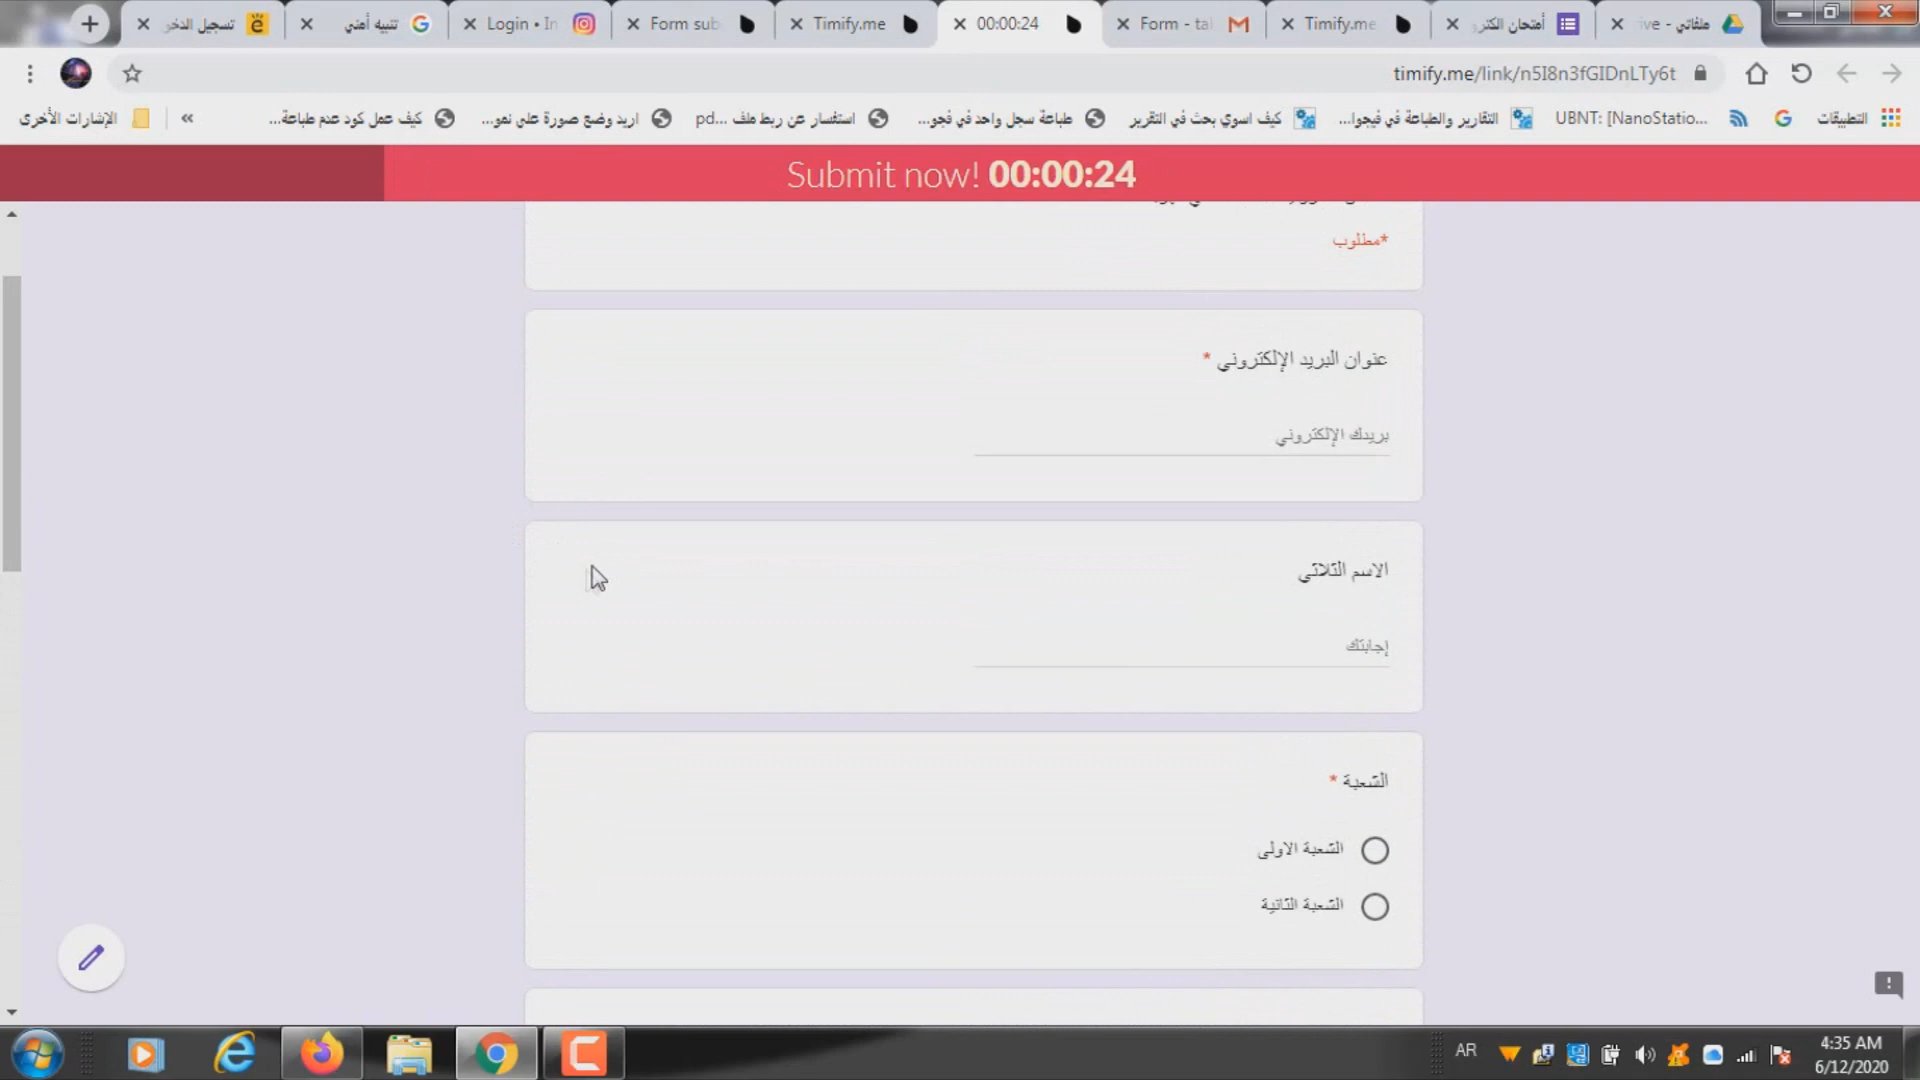 تسجيل الدخر
تنبيه أمني
Login • In
Form sub
Timify.me
00:00:24
Form - tal
Timify.me
أمتحان الكتر
ملفاتي - ive
timify.me/link/n5I8n3fGIDnLTy6t
التطبيقات
UBNT: [NanoStatio...
التقارير والطباعة في فيجوا...
كيف اسوي بحث في التقرير
طباعة سجل واحد في فجو...
استفسار عن ربط ملف pd...
اريد وضع صورة على نمو...
كيف عمل كود عدم طباعة...
»
الإشارات الأخرى
Submit now! 00:00:24
*مطلوب
عنوان البريد الإلكتروني *
بريدك الإلكتروني
الاسم الثلاثي
إجابتك
الشعبة *
الشعبة الاولى
الشعبة الثانية
AR
4:35 AM
6/12/2020